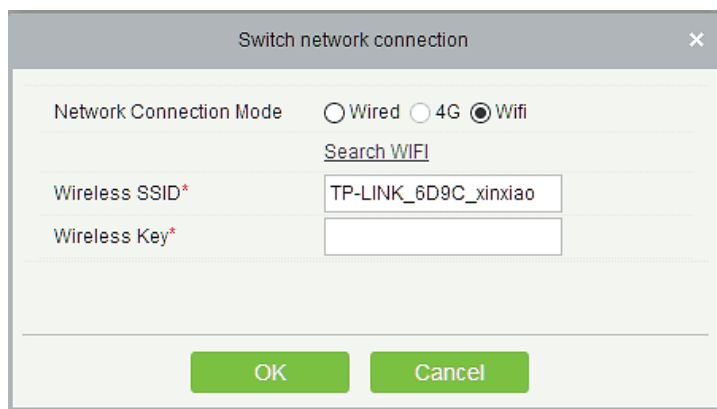 Switch network connection
Network Connection Mode Wired 4G Wifi
Search WIFI
Wireless SSID* TP-LINK_6D9C_xinxiao
Wireless Key*
OK Cancel